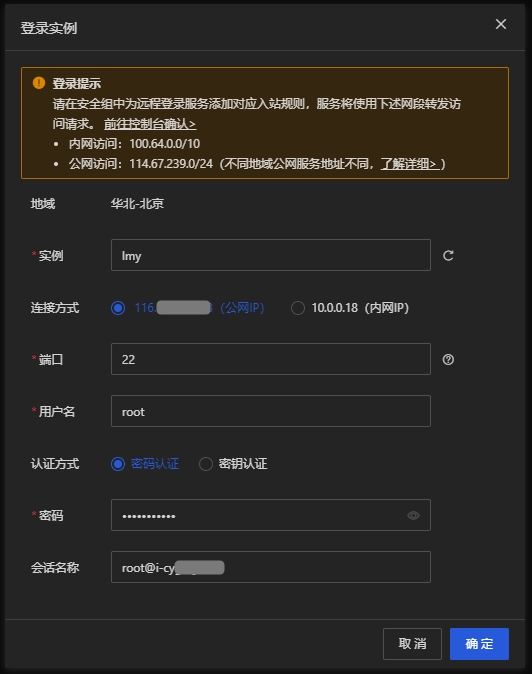 登录实例
登录提示
请在安全组中为远程登录服务添加对应入站规则，服务将使用下述网段转发访
问请求。 前往控制台确认>
• 内网访问：100.64.0.0/10
• 公网访问：114.67.239.0/24（不同地域公网服务地址不同，了解详细> ）
地域 华北-北京
*实例 lmy
连接方式 116. （公网IP） 10.0.0.18（内网IP）
*端口 22
*用户名 root
认证方式 密码认证 密钥认证
*密码 •••••••••••
会话名称 root@i-cy
取消 确定